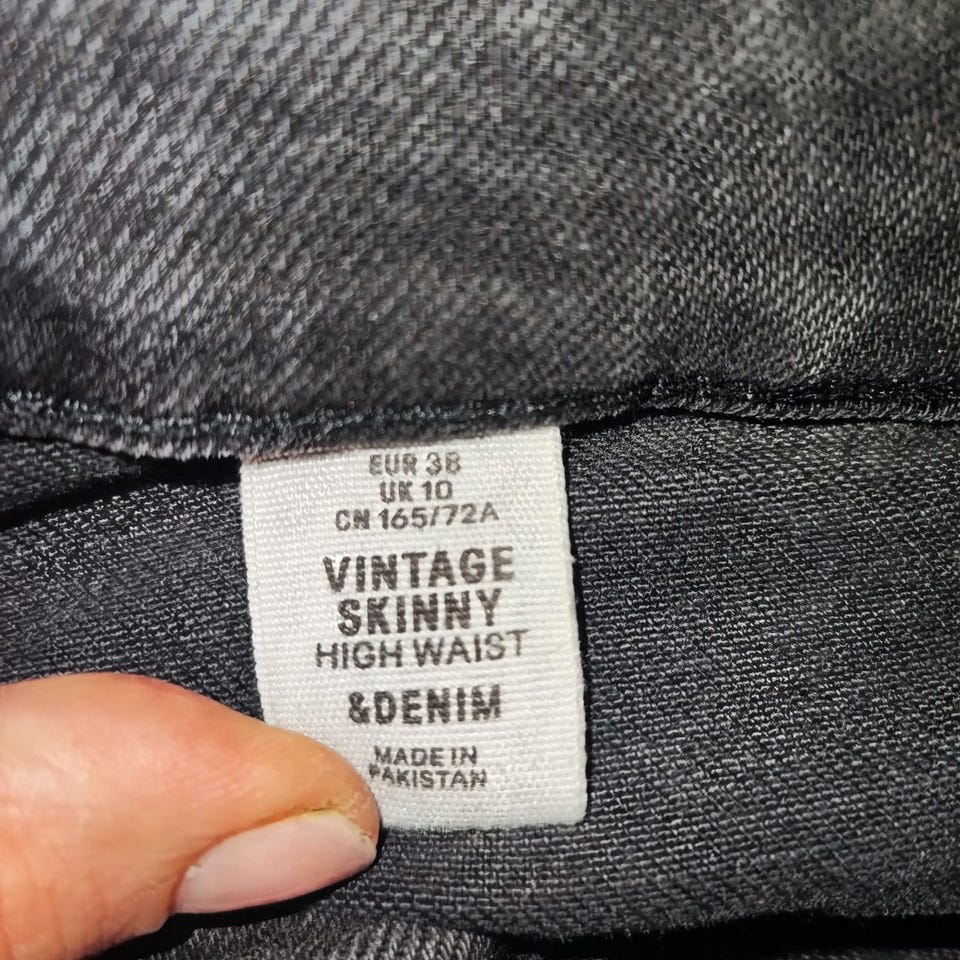 EUR 38
UK 10
CN 165/72A
VINTAGE
SKINNY
HIGH WAIST
&DENIM
MADE IN
PAKISTAN